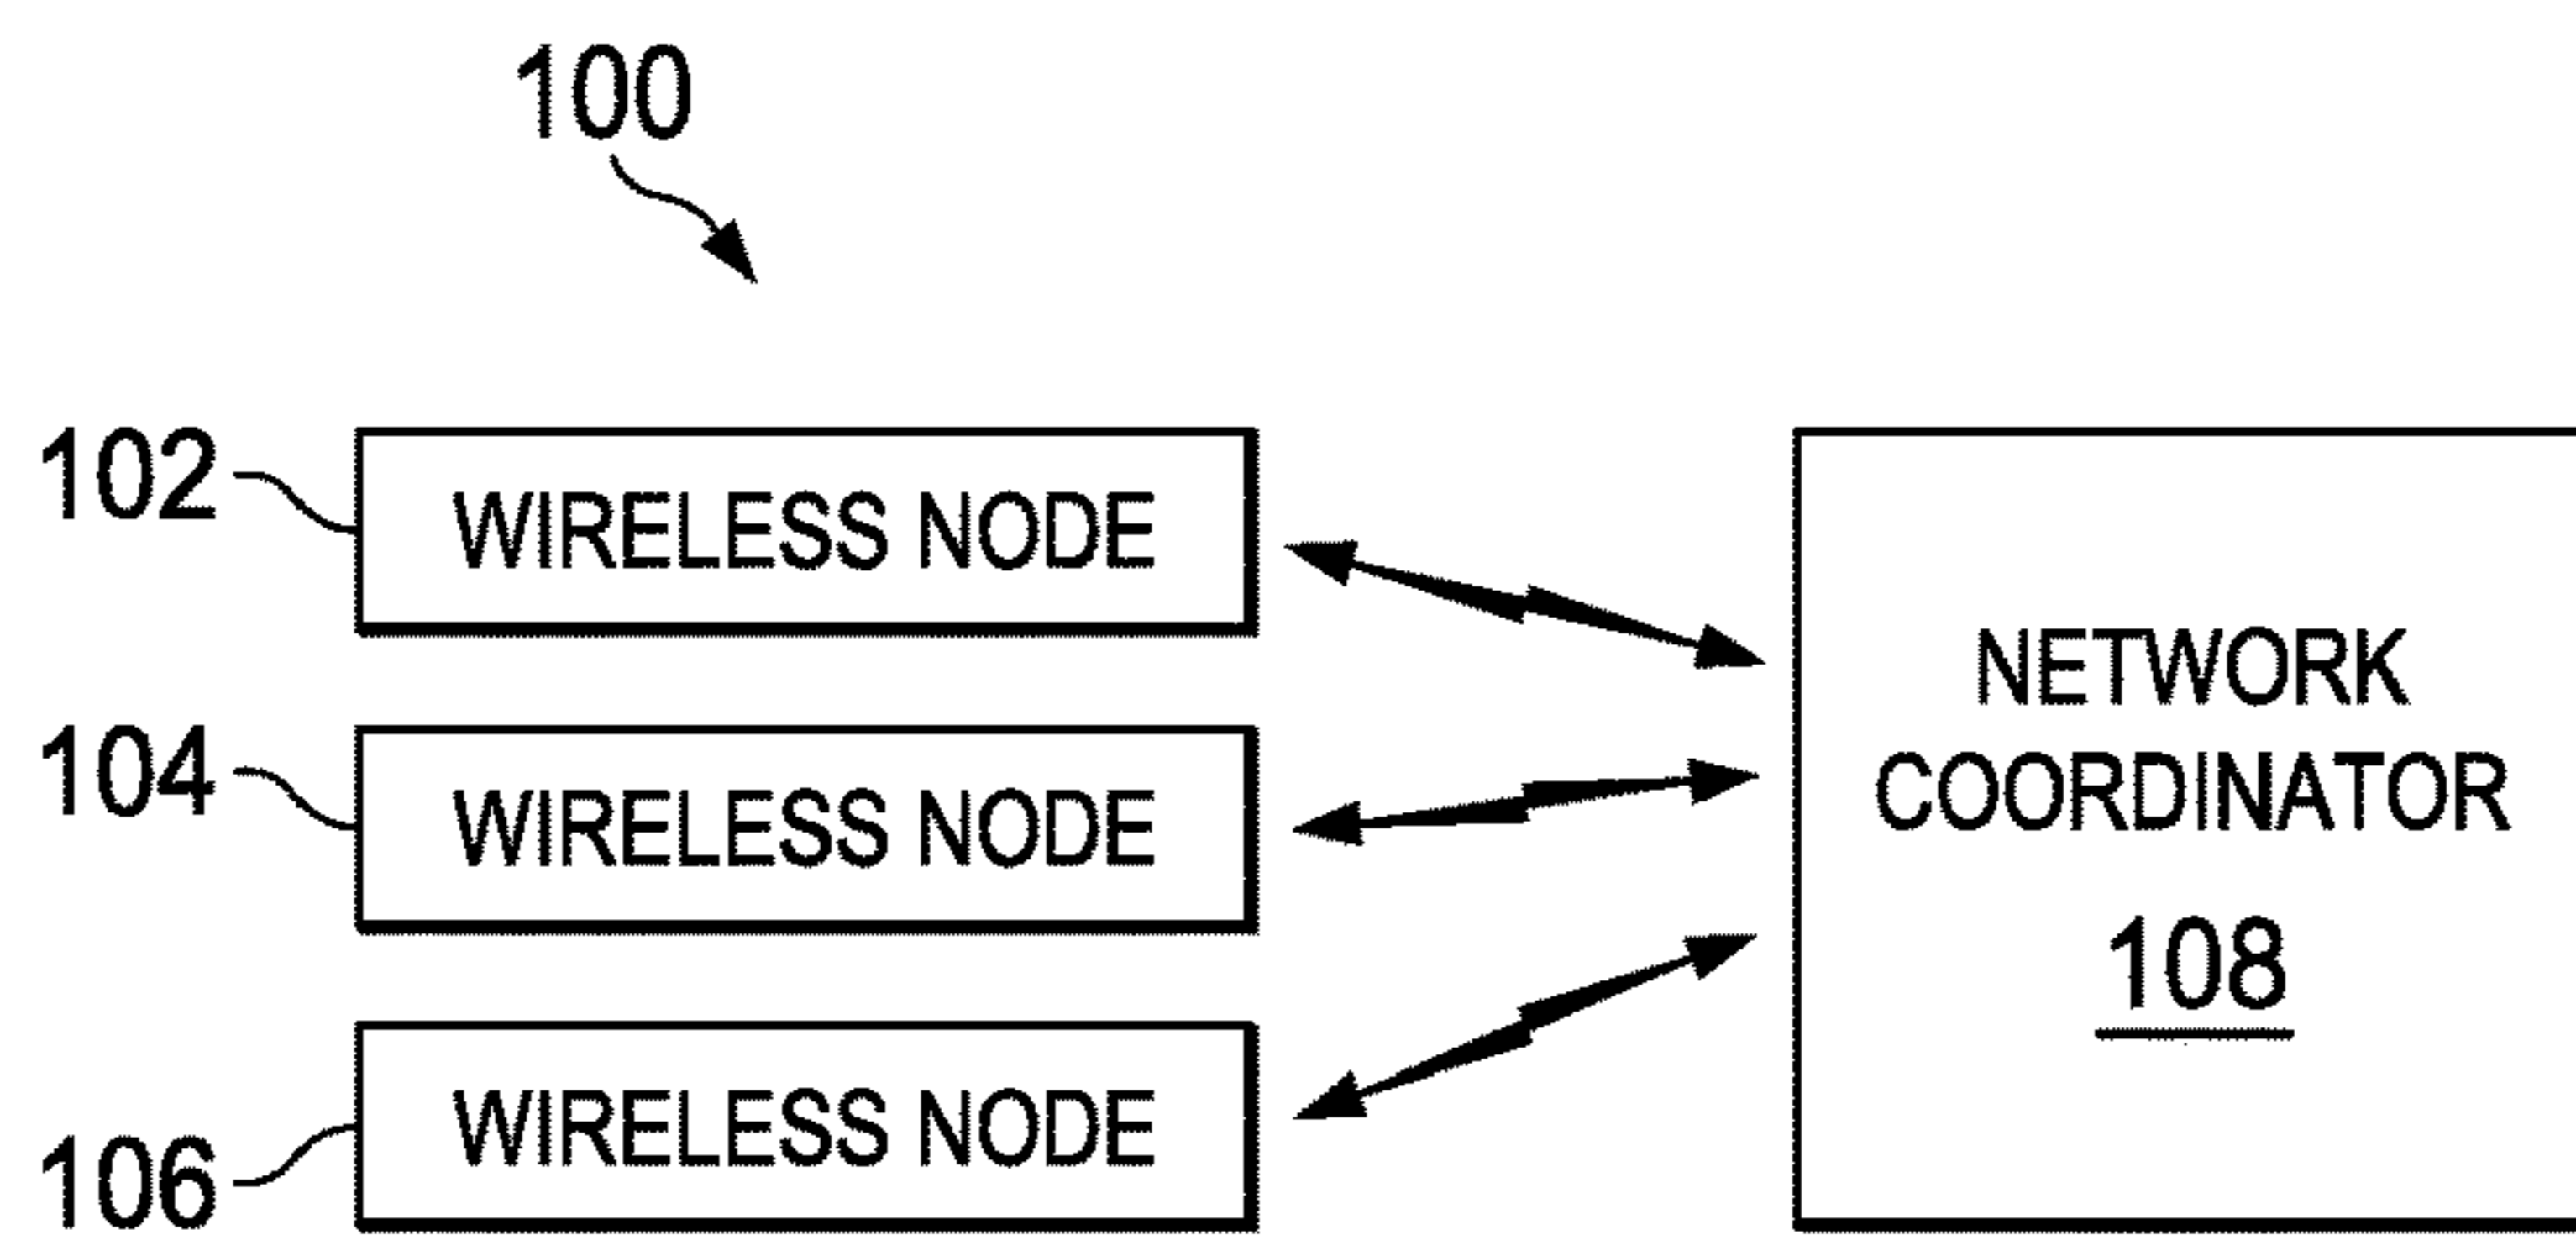 100
102
WIRELESS NODE
104
WIRELESS NODE
106
WIRELESS NODE
NETWORK
COORDINATOR
108